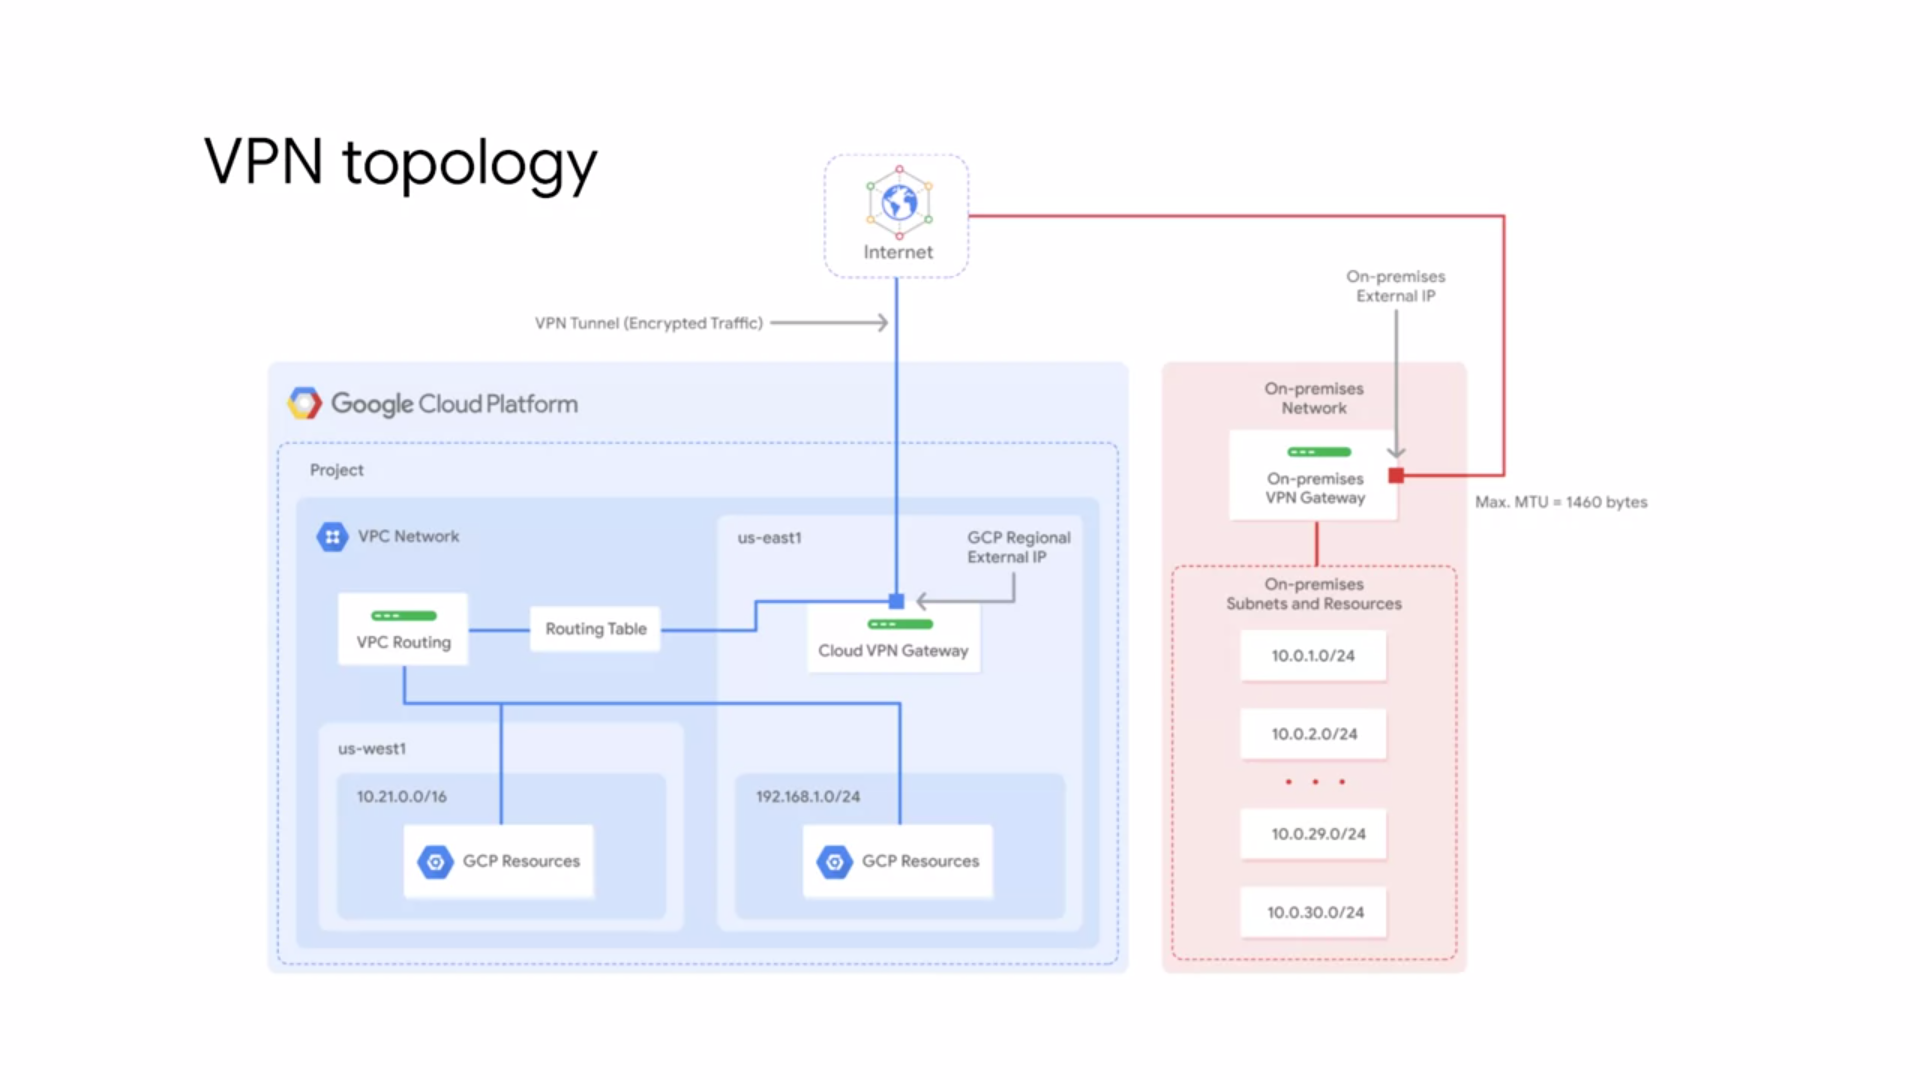 VPN topology
Internet
On-premises
External IP
VPN Tunnel (Encrypted Traffic)
Google Cloud Platform
On-premises
Network
Project
On-premises
VPN Gateway
Max. MTU = 1460 bytes
VPC Network
us-east1
GCP Regional
External IP
VPC Routing
Routing Table
Cloud VPN Gateway
On-premises
Subnets and Resources
10.0.1.0/24
10.0.2.0/24
• • •
10.0.29.0/24
10.0.30.0/24
us-west1
10.21.0.0/16
GCP Resources
192.168.1.0/24
GCP Resources